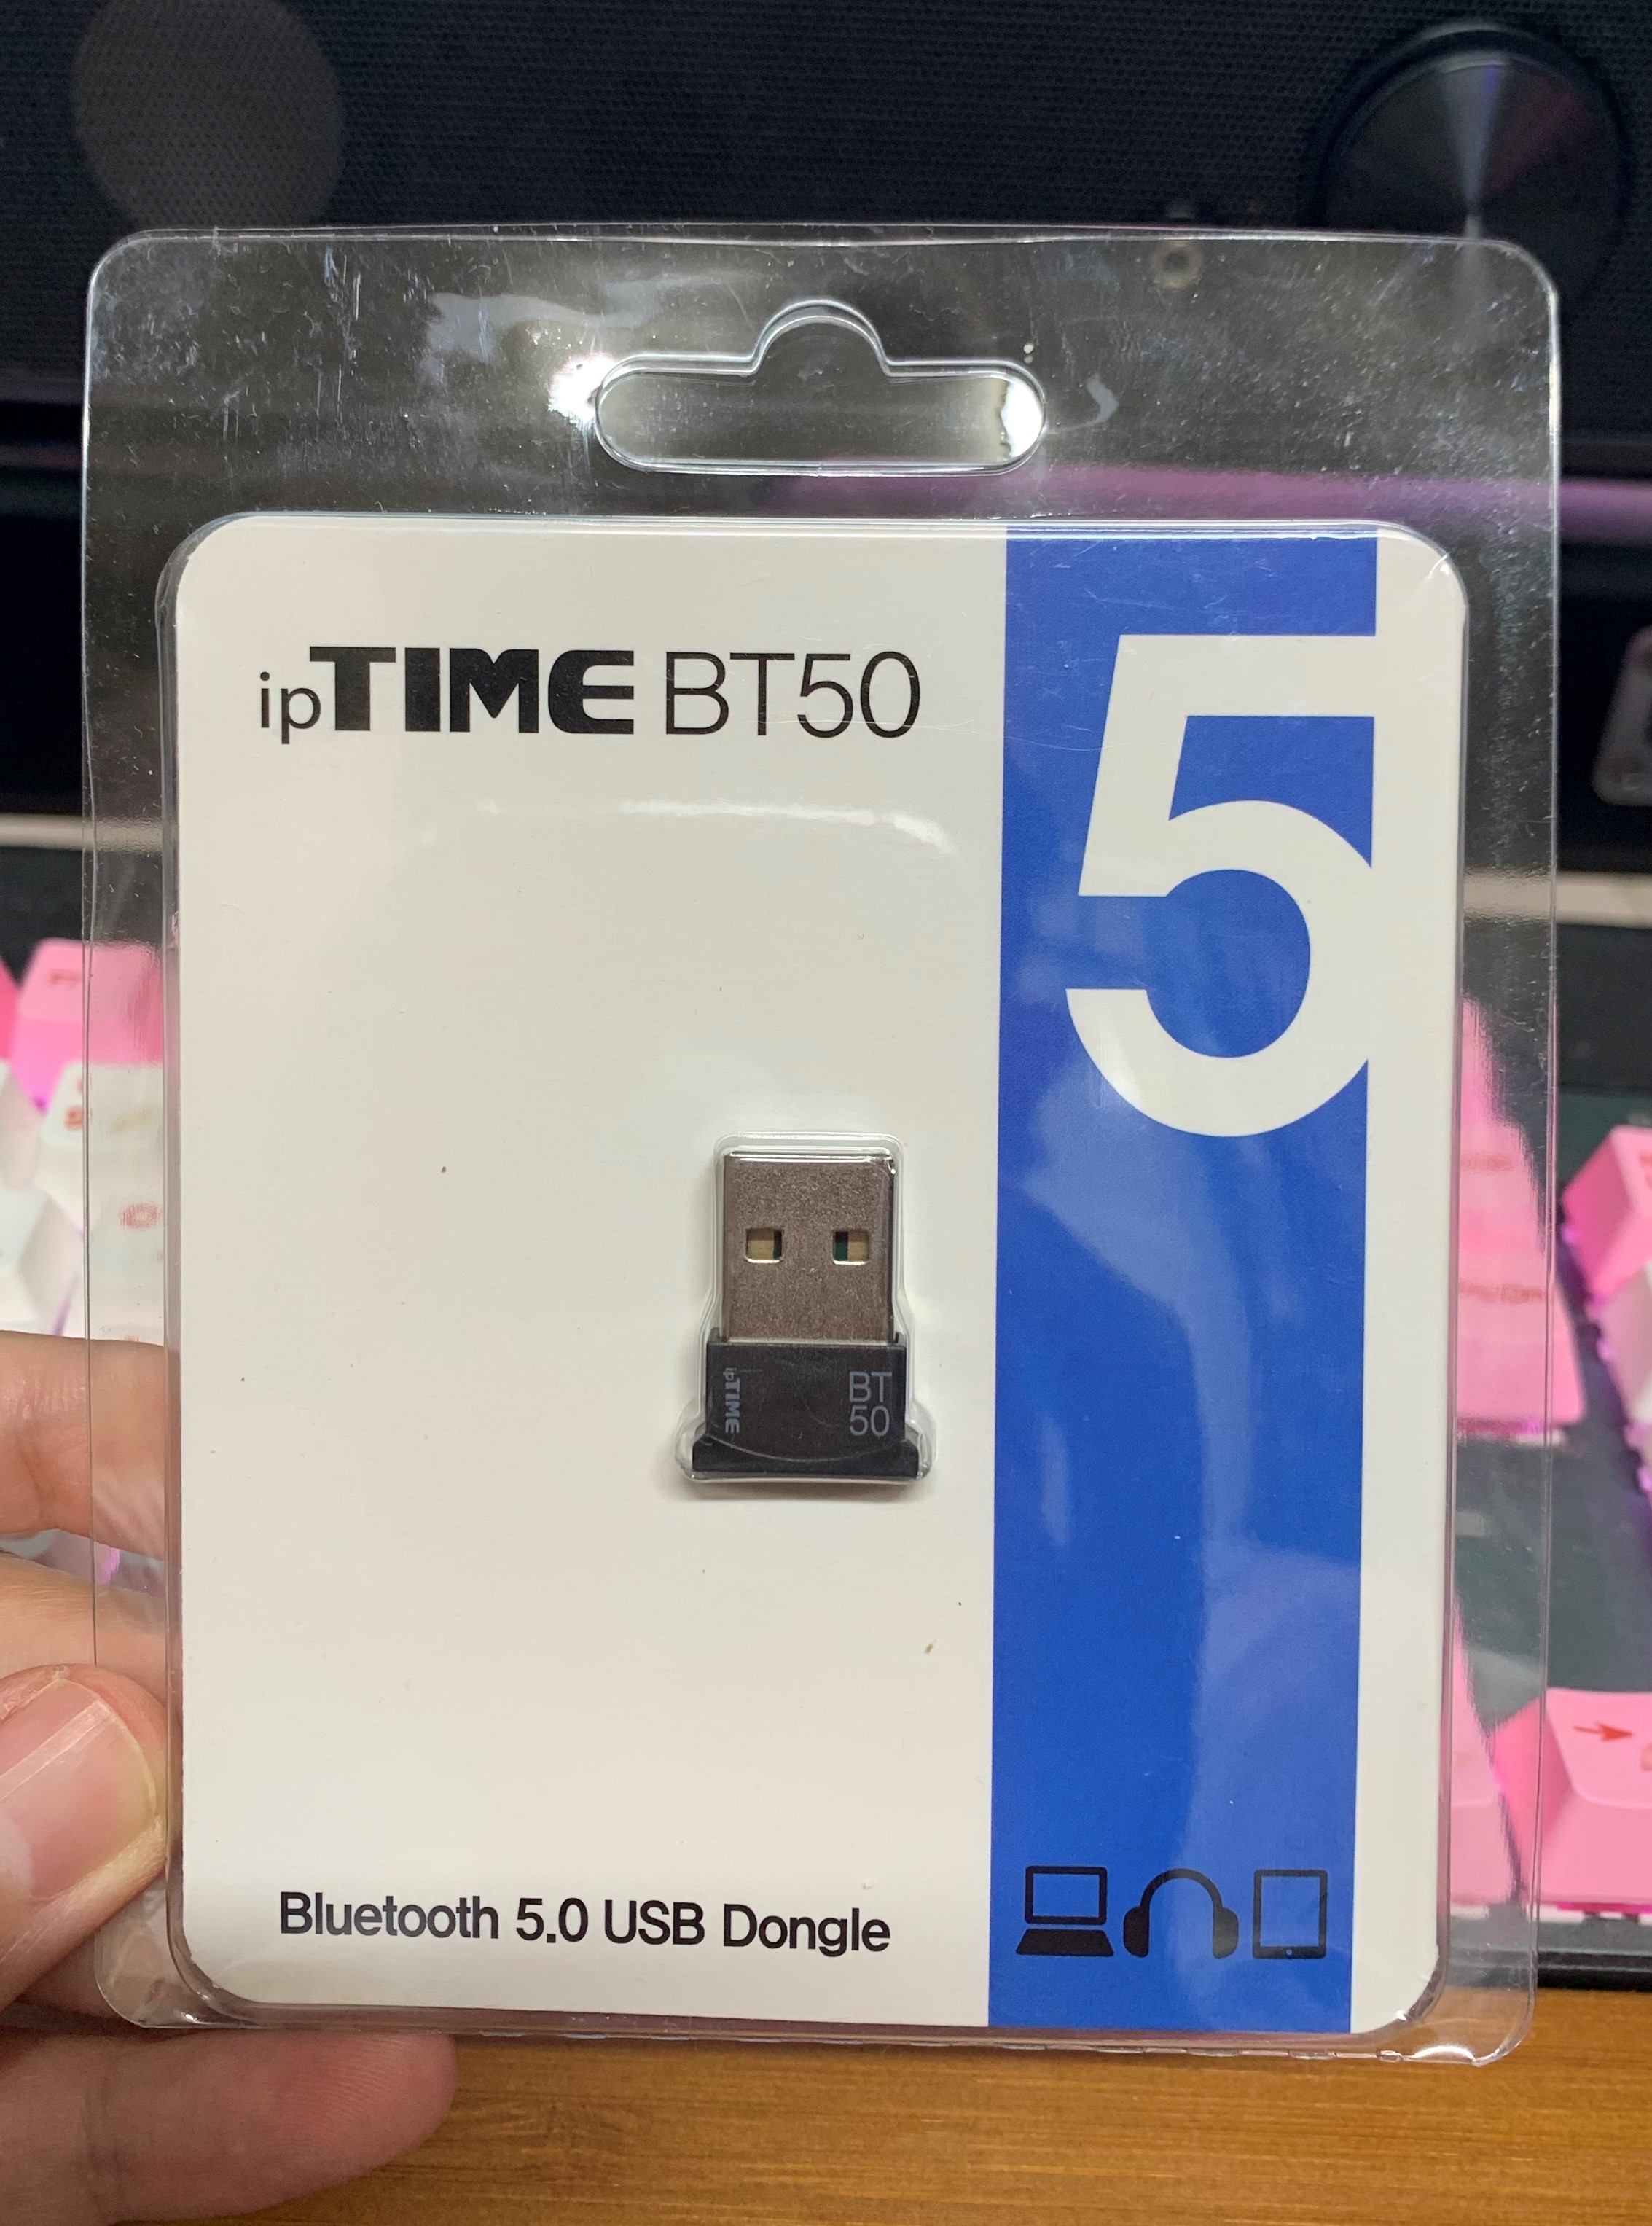 ipTIME BT50
5
ipTIME
BT
50
Bluetooth 5.0 USB Dongle